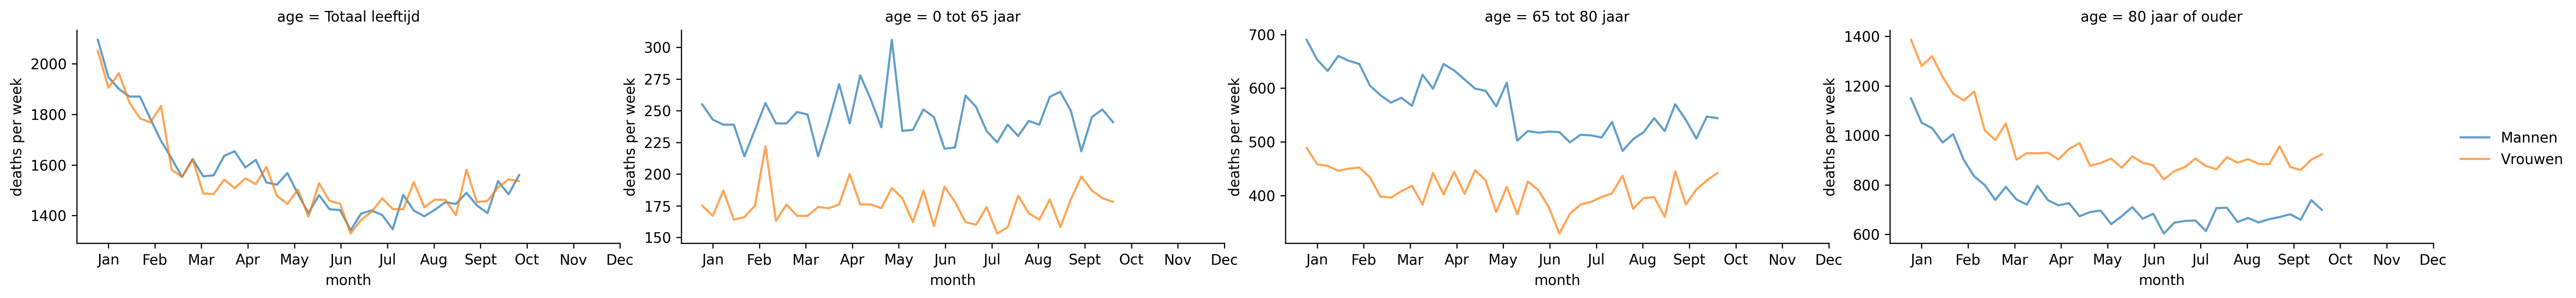 age = Totaal leeftijd
deaths per week
2000
1800
1600
1400
Jan Feb Mar Apr May Jun Jul Aug Sept Oct Nov Dec
month
age = 0 tot 65 jaar
deaths per week
300
275
250
225
200
175
150
Jan Feb Mar Apr May Jun Jul Aug Sept Oct Nov Dec
month
age = 65 tot 80 jaar
deaths per week
700
600
500
400
Jan Feb Mar Apr May Jun Jul Aug Sept Oct Nov Dec
month
age = 80 jaar of ouder
deaths per week
1400
1200
1000
800
600
Jan Feb Mar Apr May Jun Jul Aug Sept Oct Nov Dec
month
Mannen
Vrouwen